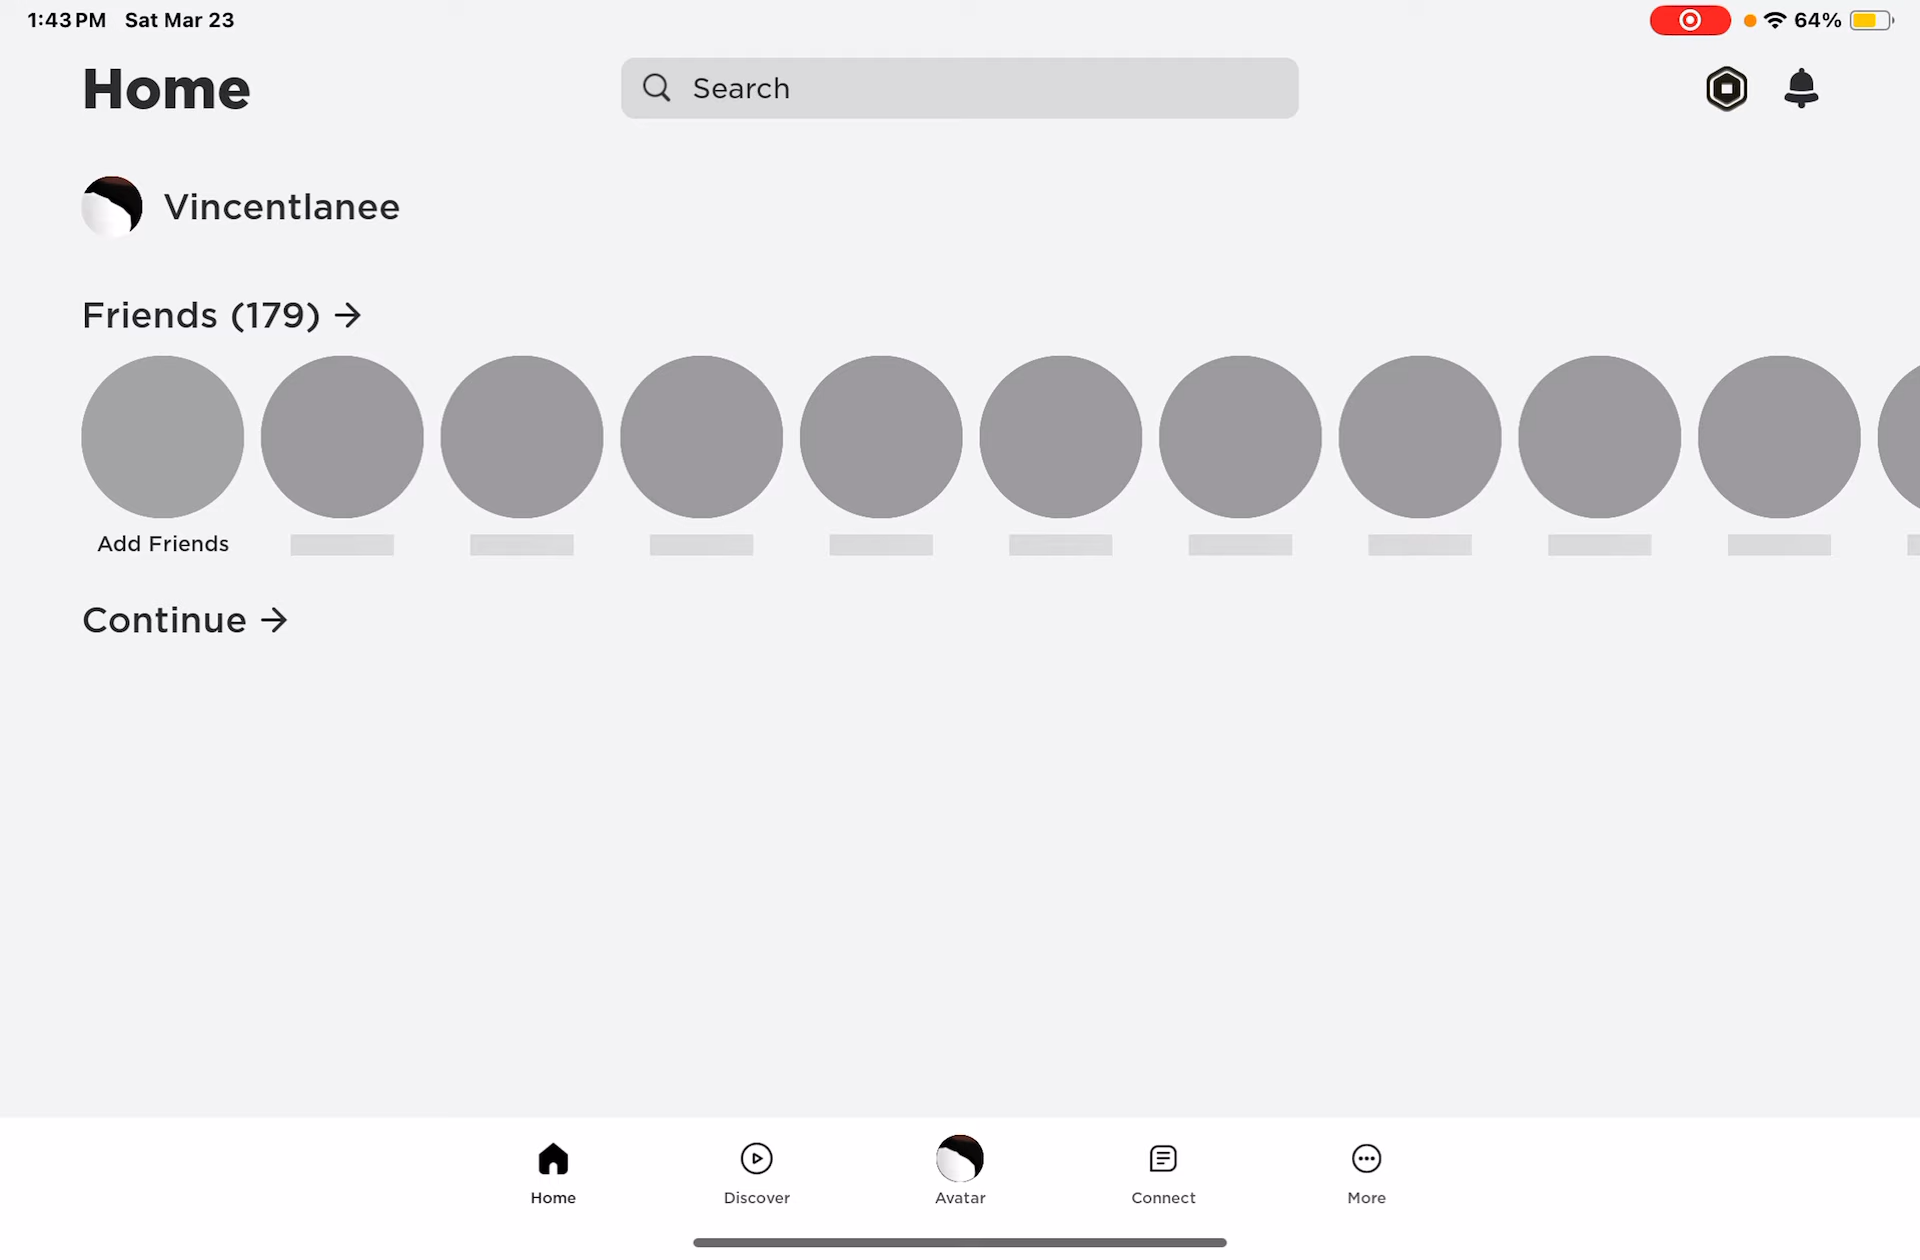 1:43 PM Sat Mar 23
64%
Home
Search
Vincentlanee
Friends (179) →
Add Friends
Continue →
Home
Discover
Avatar
Connect
More